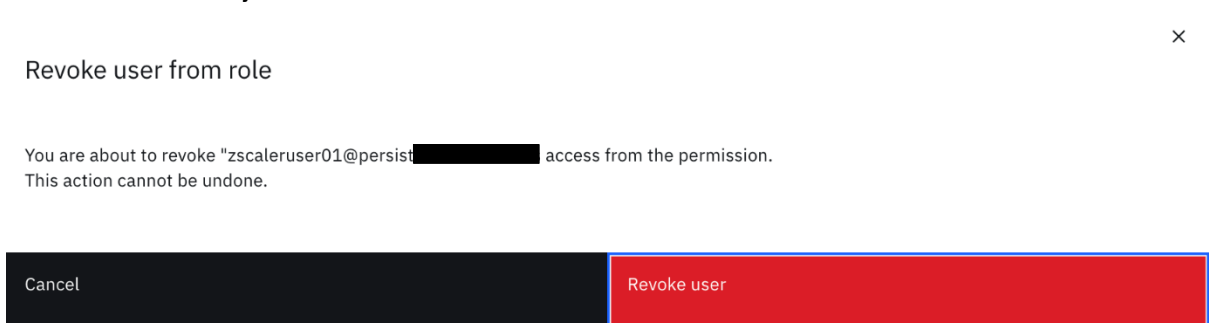 Revoke user from role
You are about to revoke "zscaleruser01@persist access from the permission.
This action cannot be undone.
Cancel
Revoke user